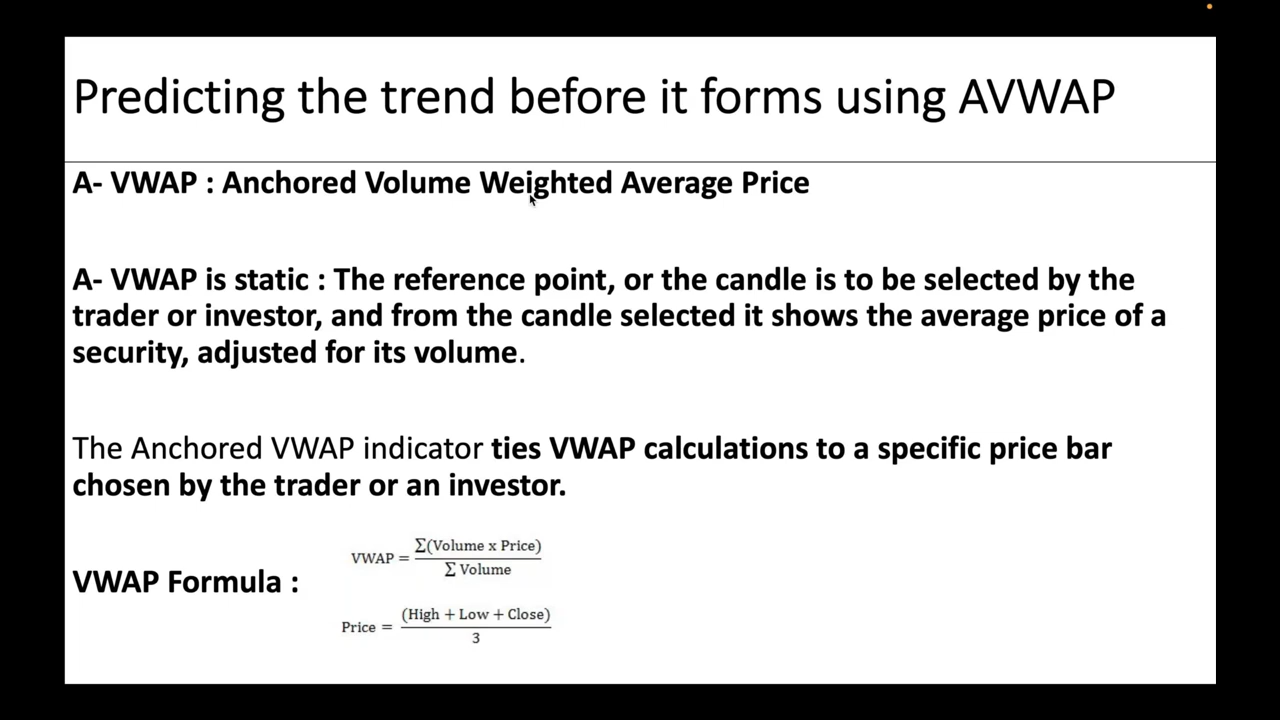 Predicting the trend before it forms using AVWAP
A- VWAP : Anchored Volume Weighted Average Price
A- VWAP is static : The reference point, or the candle is to be selected by the
trader or investor, and from the candle selected it shows the average price of a
security, adjusted for its volume.
The Anchored VWAP indicator ties VWAP calculations to a specific price bar
chosen by the trader or an investor.
VWAP Formula :
VWAP = Σ(Volume x Price)
Σ Volume
Price = (High + Low + Close)
3